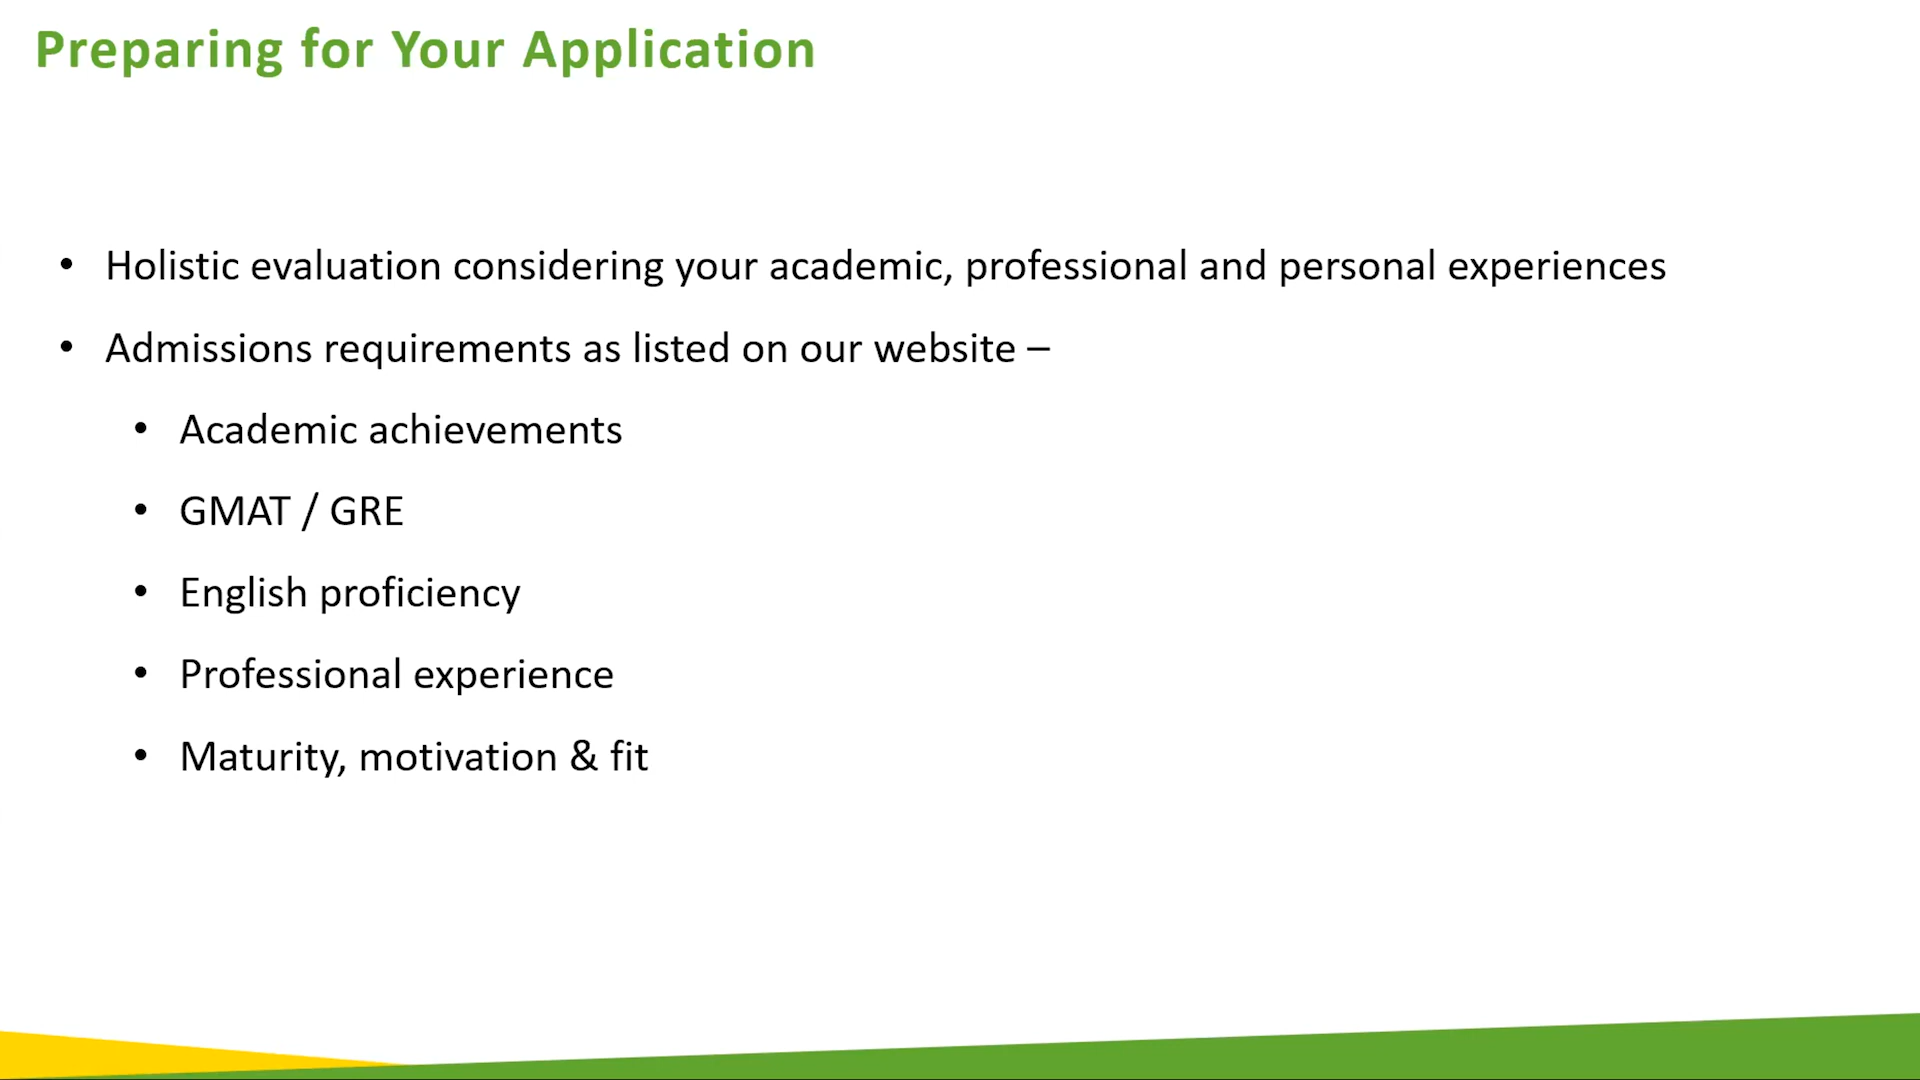 Preparing for Your Application
• Holistic evaluation considering your academic, professional and personal experiences
• Admissions requirements as listed on our website –
• Academic achievements
• GMAT / GRE
• English proficiency
• Professional experience
• Maturity, motivation & fit